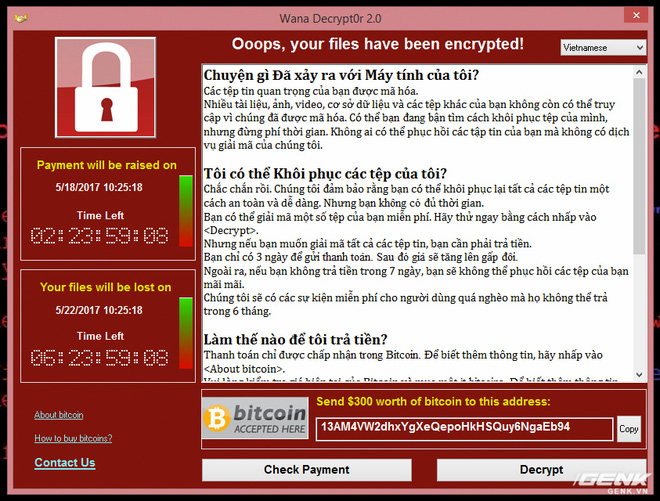 Wana Decrypt0r 2.0
Ooops, your files have been encrypted!
Vietnamese
Payment will be raised on
5/18/2017 10:25:18
Time Left
02:23:59:08
Your files will be lost on
5/22/2017 10:25:18
Time Left
06:23:59:08
About bitcoin
How to buy bitcoins?
Contact Us
Chuyện gì Đã xảy ra với Máy tính của tôi?
Các tệp tin quan trọng của bạn được mã hóa.
Nhiều tài liệu, ảnh, video, cơ sở dữ liệu và các tệp khác của bạn không còn có thể truy
cập vì chúng đã được mã hóa. Có thể bạn đang bận tìm cách khôi phục tệp của mình,
nhưng đừng phí thời gian. Không ai có thể phục hồi các tập tin của bạn mà không có dịch
vụ giải mã của chúng tôi.
Tôi có thể Khôi phục các tệp của tôi?
Chắc chắn rồi. Chúng tôi đảm bảo rằng bạn có thể khôi phục lại tất cả các tệp tin một
cách an toàn và dễ dàng. Nhưng bạn không có đủ thời gian.
Bạn có thể giải mã một số tệp của bạn miễn phí. Hãy thử ngay bằng cách nhấp vào
<Decrypt>.
Nhưng nếu bạn muốn giải mã tất cả các tệp tin, bạn cần phải trả tiền.
Bạn chỉ có 3 ngày để gửi thanh toán. Sau đó giá sẽ tăng lên gấp đôi.
Ngoài ra, nếu bạn không trả tiền trong 7 ngày, bạn sẽ không thể phục hồi các tệp của bạn
mãi mãi.
Chúng tôi sẽ có các sự kiện miễn phí cho người dùng quá nghèo mà họ không thể trả
trong 6 tháng.
Làm thế nào để tôi trả tiền?
Thanh toán chỉ được chấp nhận trong Bitcoin. Để biết thêm thông tin, hãy nhấp vào
<About bitcoin>.
bitcoin
ACCEPTED HERE
Send $300 worth of bitcoin to this address:
13AM4VW2dhxYgXeQepoHkHSQuy6NgaEb94
Copy
Check Payment
Decrypt
GENK
GENK.VN